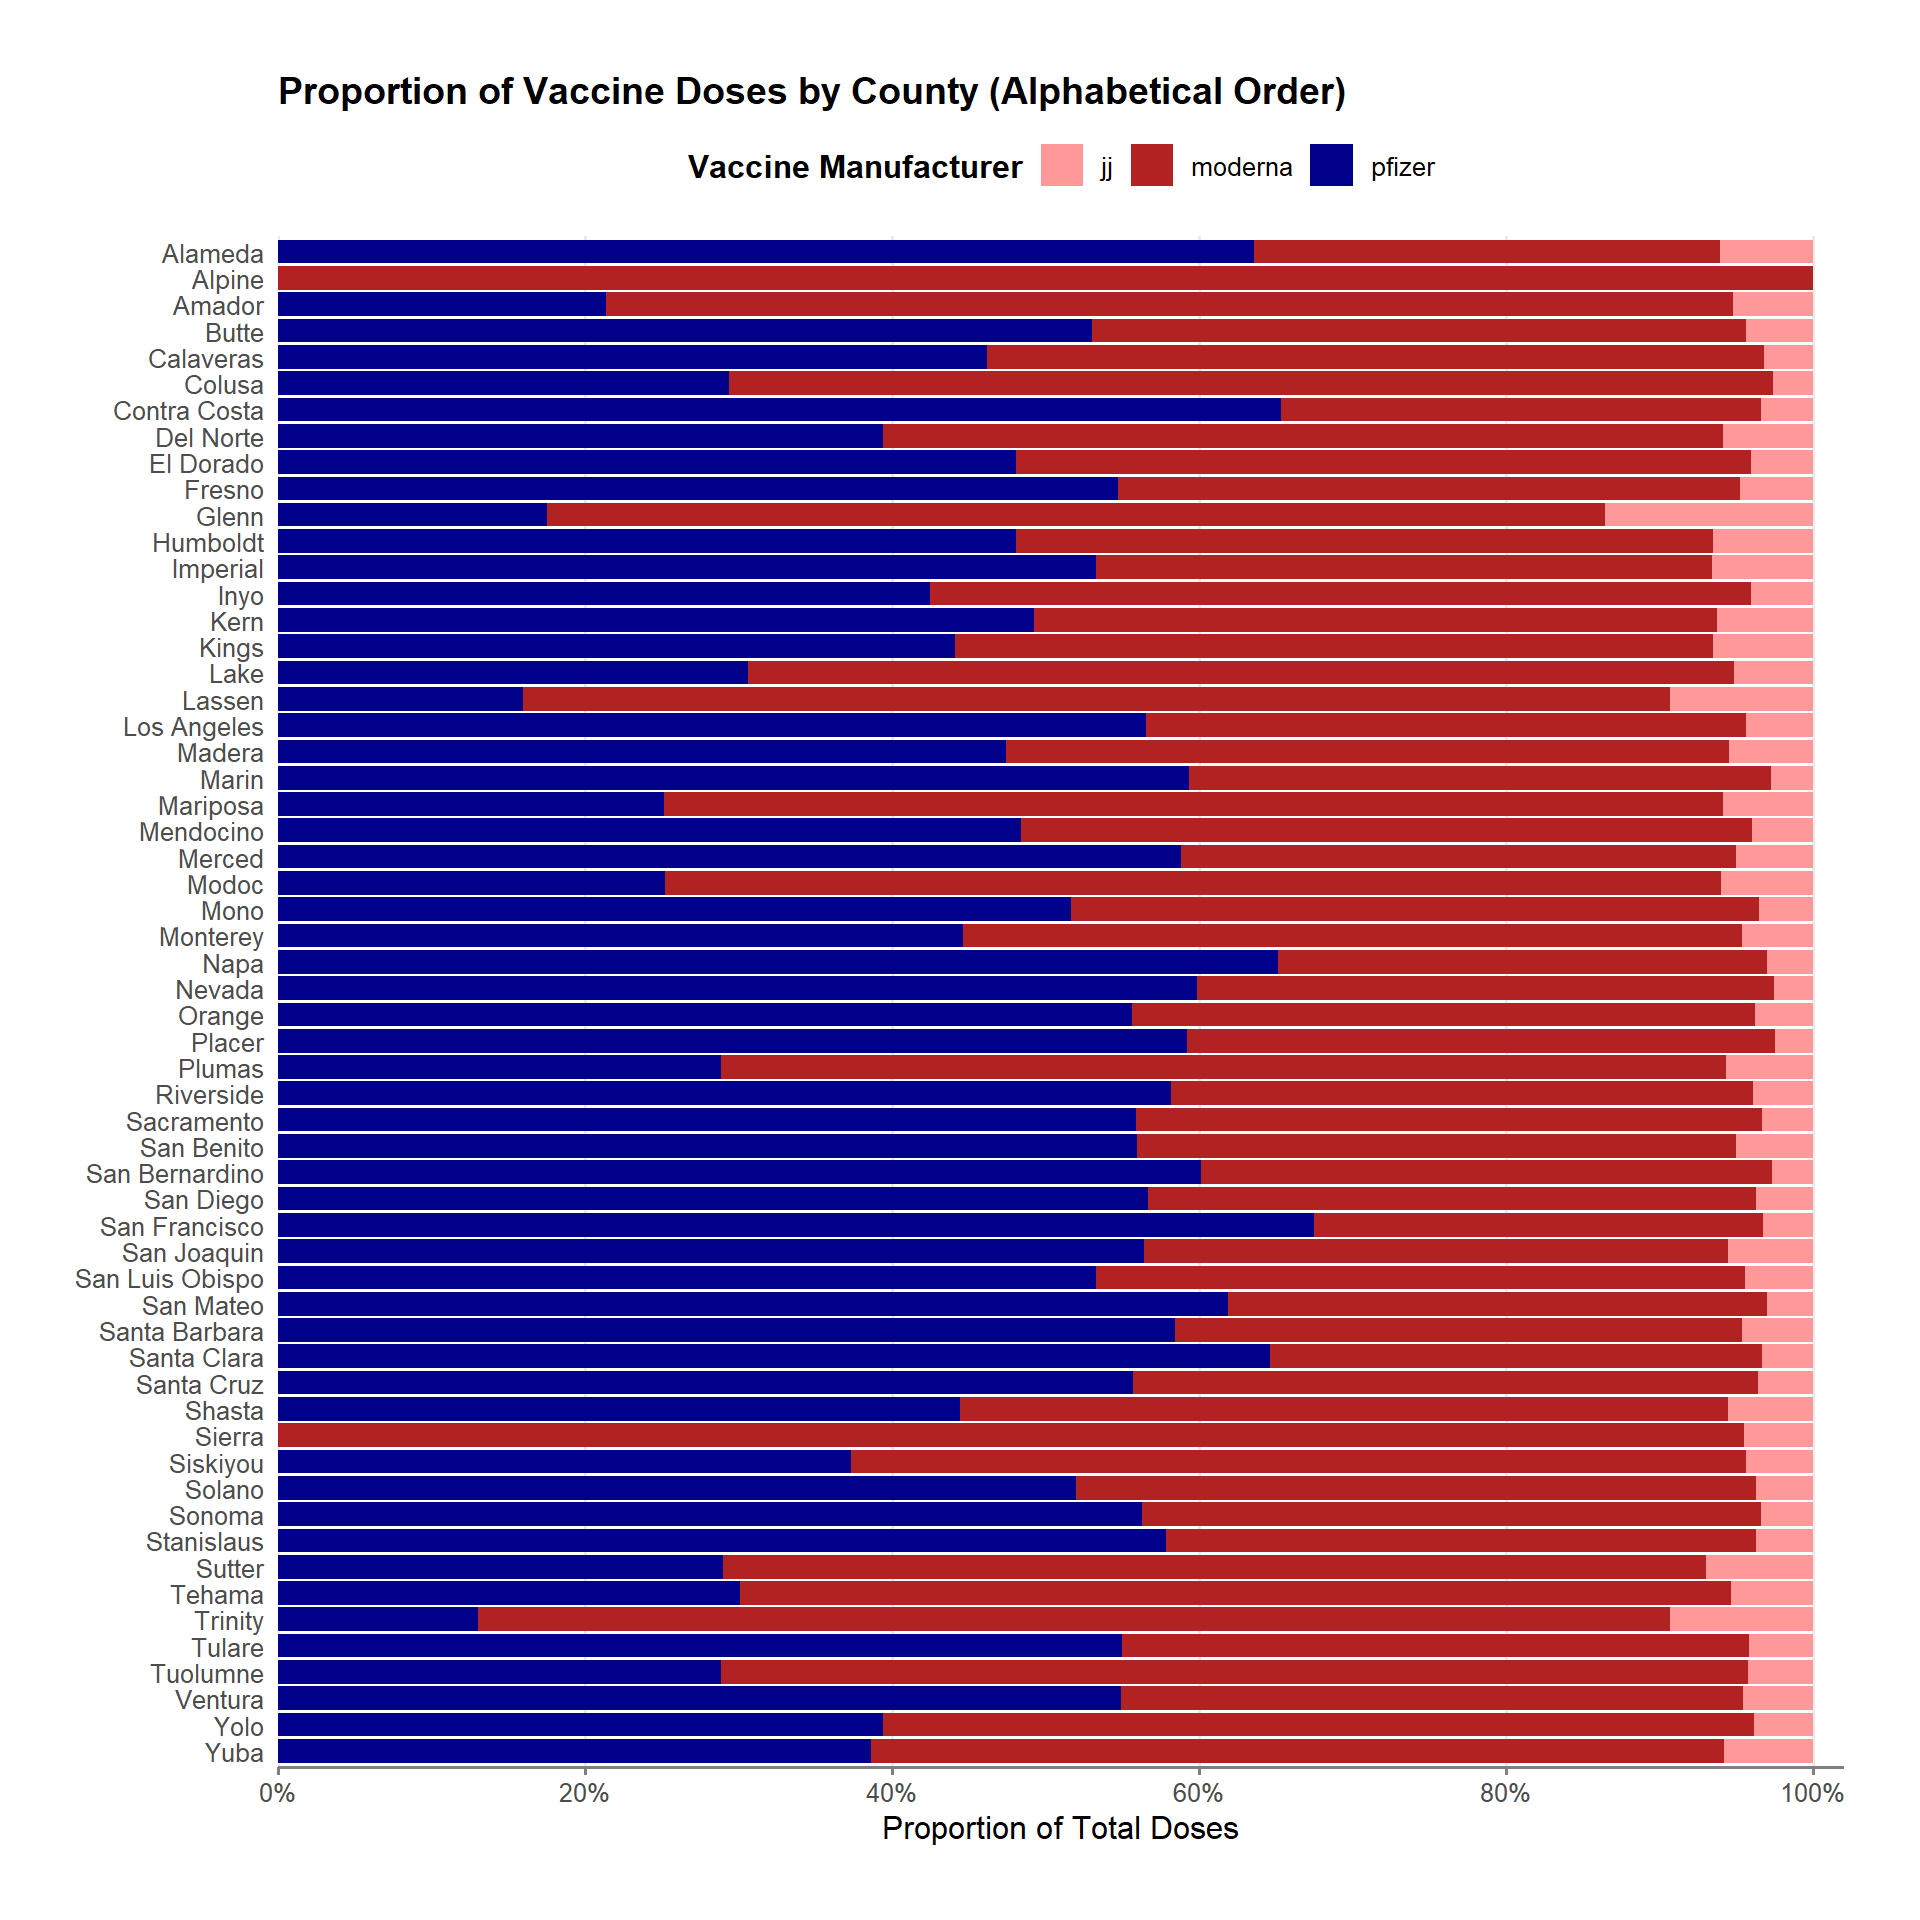 Proportion of Vaccine Doses by County (Alphabetical Order)
Vaccine Manufacturer jj moderna pfizer
Alameda
Alpine
Amador
Butte
Calaveras
Colusa
Contra Costa
Del Norte
El Dorado
Fresno
Glenn
Humboldt
Imperial
Inyo
Kern
Kings
Lake
Lassen
Los Angeles
Madera
Marin
Mariposa
Mendocino
Merced
Modoc
Mono
Monterey
Napa
Nevada
Orange
Placer
Plumas
Riverside
Sacramento
San Benito
San Bernardino
San Diego
San Francisco
San Joaquin
San Luis Obispo
San Mateo
Santa Barbara
Santa Clara
Santa Cruz
Shasta
Sierra
Siskiyou
Solano
Sonoma
Stanislaus
Sutter
Tehama
Trinity
Tulare
Tuolumne
Ventura
Yolo
Yuba
0% 20% 40% 60% 80% 100%
Proportion of Total Doses